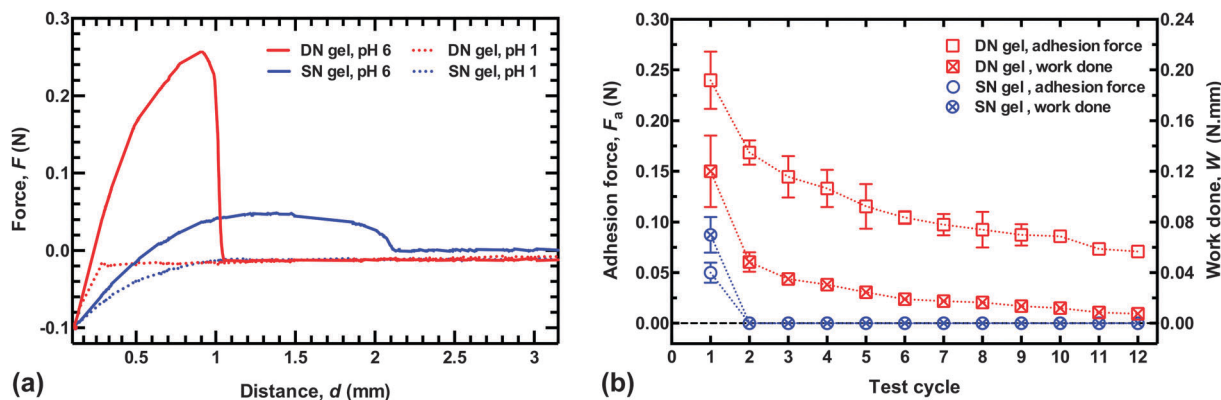 0.3
0.2
0.1
0.0
-0.1
Force, F (N)
DN gel, pH 6
DN gel, pH 1
SN gel, pH 6
SN gel, pH 1
0.5
1
1.5
2
2.5
3
Distance, d (mm)
(a)
0.30
0.25
0.20
0.15
0.10
0.05
0.00
Adhesion force, Fa (N)
DN gel, adhesion force
DN gel , work done
SN gel , adhesion force
SN gel , work done
0.24
0.20
0.16
0.12
0.08
0.04
0.00
Work done, W (N.mm)
0 1 2 3 4 5 6 7 8 9 10 11 12
Test cycle
(b)